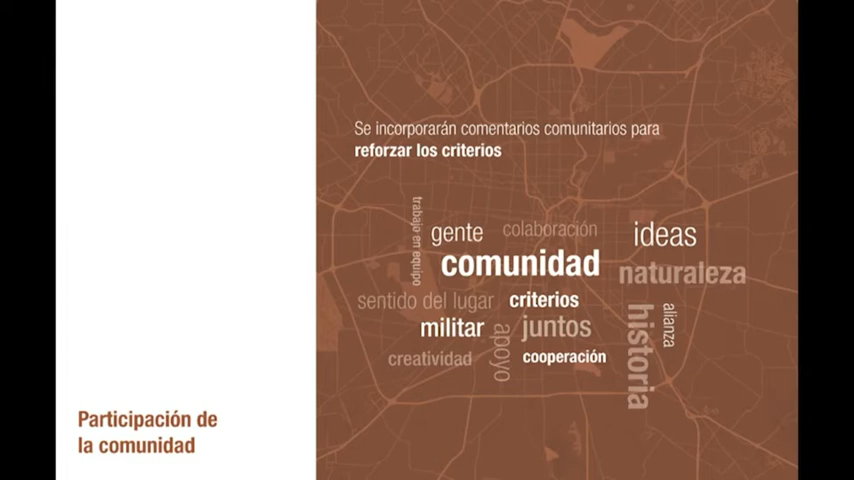 Se incorporarán comentarios comunitarios para
reforzar los criterios
trabajo en equipo
gente
colaboración
ideas
comunidad
naturaleza
sentido del lugar
criterios
militar
juntos
apoyo
historia
alianza
creatividad
cooperación
Participación de
la comunidad